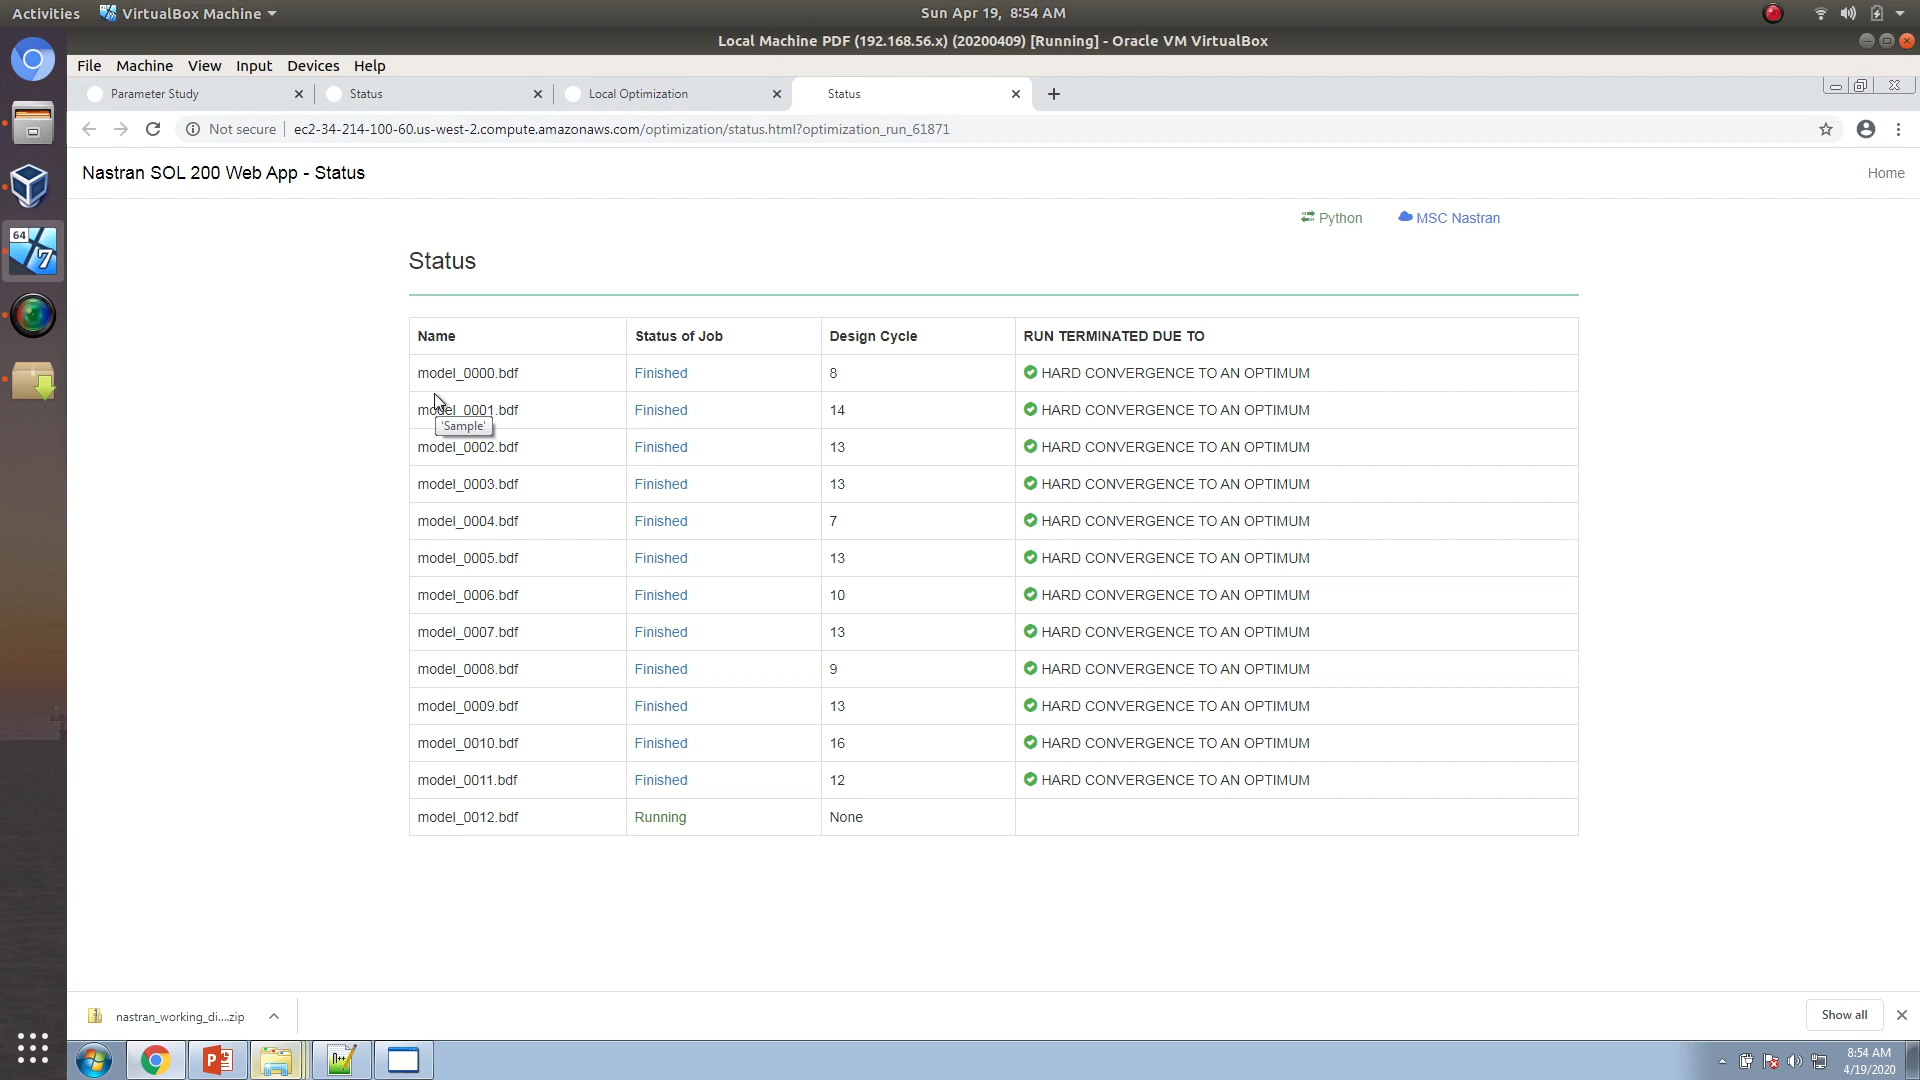 Activities VirtualBox Machine Sun Apr 19, 8:54 AM
Local Machine PDF (192.168.56.x) (20200409) [Running] - Oracle VM VirtualBox
File Machine View Input Devices Help
Parameter Study Status Local Optimization Status
Not secure ec2-34-214-100-60.us-west-2.compute.amazonaws.com/optimization/status.html?optimization_run_61871
Nastran SOL 200 Web App - Status Home
Python MSC Nastran
64
7
Status
Name Status of Job Design Cycle RUN TERMINATED DUE TO
model_0000.bdf Finished 8 HARD CONVERGENCE TO AN OPTIMUM
model_0001.bdf Finished 14 HARD CONVERGENCE TO AN OPTIMUM
'Sample'
model_0002.bdf Finished 13 HARD CONVERGENCE TO AN OPTIMUM
model_0003.bdf Finished 13 HARD CONVERGENCE TO AN OPTIMUM
model_0004.bdf Finished 7 HARD CONVERGENCE TO AN OPTIMUM
model_0005.bdf Finished 13 HARD CONVERGENCE TO AN OPTIMUM
model_0006.bdf Finished 10 HARD CONVERGENCE TO AN OPTIMUM
model_0007.bdf Finished 13 HARD CONVERGENCE TO AN OPTIMUM
model_0008.bdf Finished 9 HARD CONVERGENCE TO AN OPTIMUM
model_0009.bdf Finished 13 HARD CONVERGENCE TO AN OPTIMUM
model_0010.bdf Finished 16 HARD CONVERGENCE TO AN OPTIMUM
model_0011.bdf Finished 12 HARD CONVERGENCE TO AN OPTIMUM
model_0012.bdf Running None
nastran_working_di....zip Show all
8:54 AM
4/19/2020